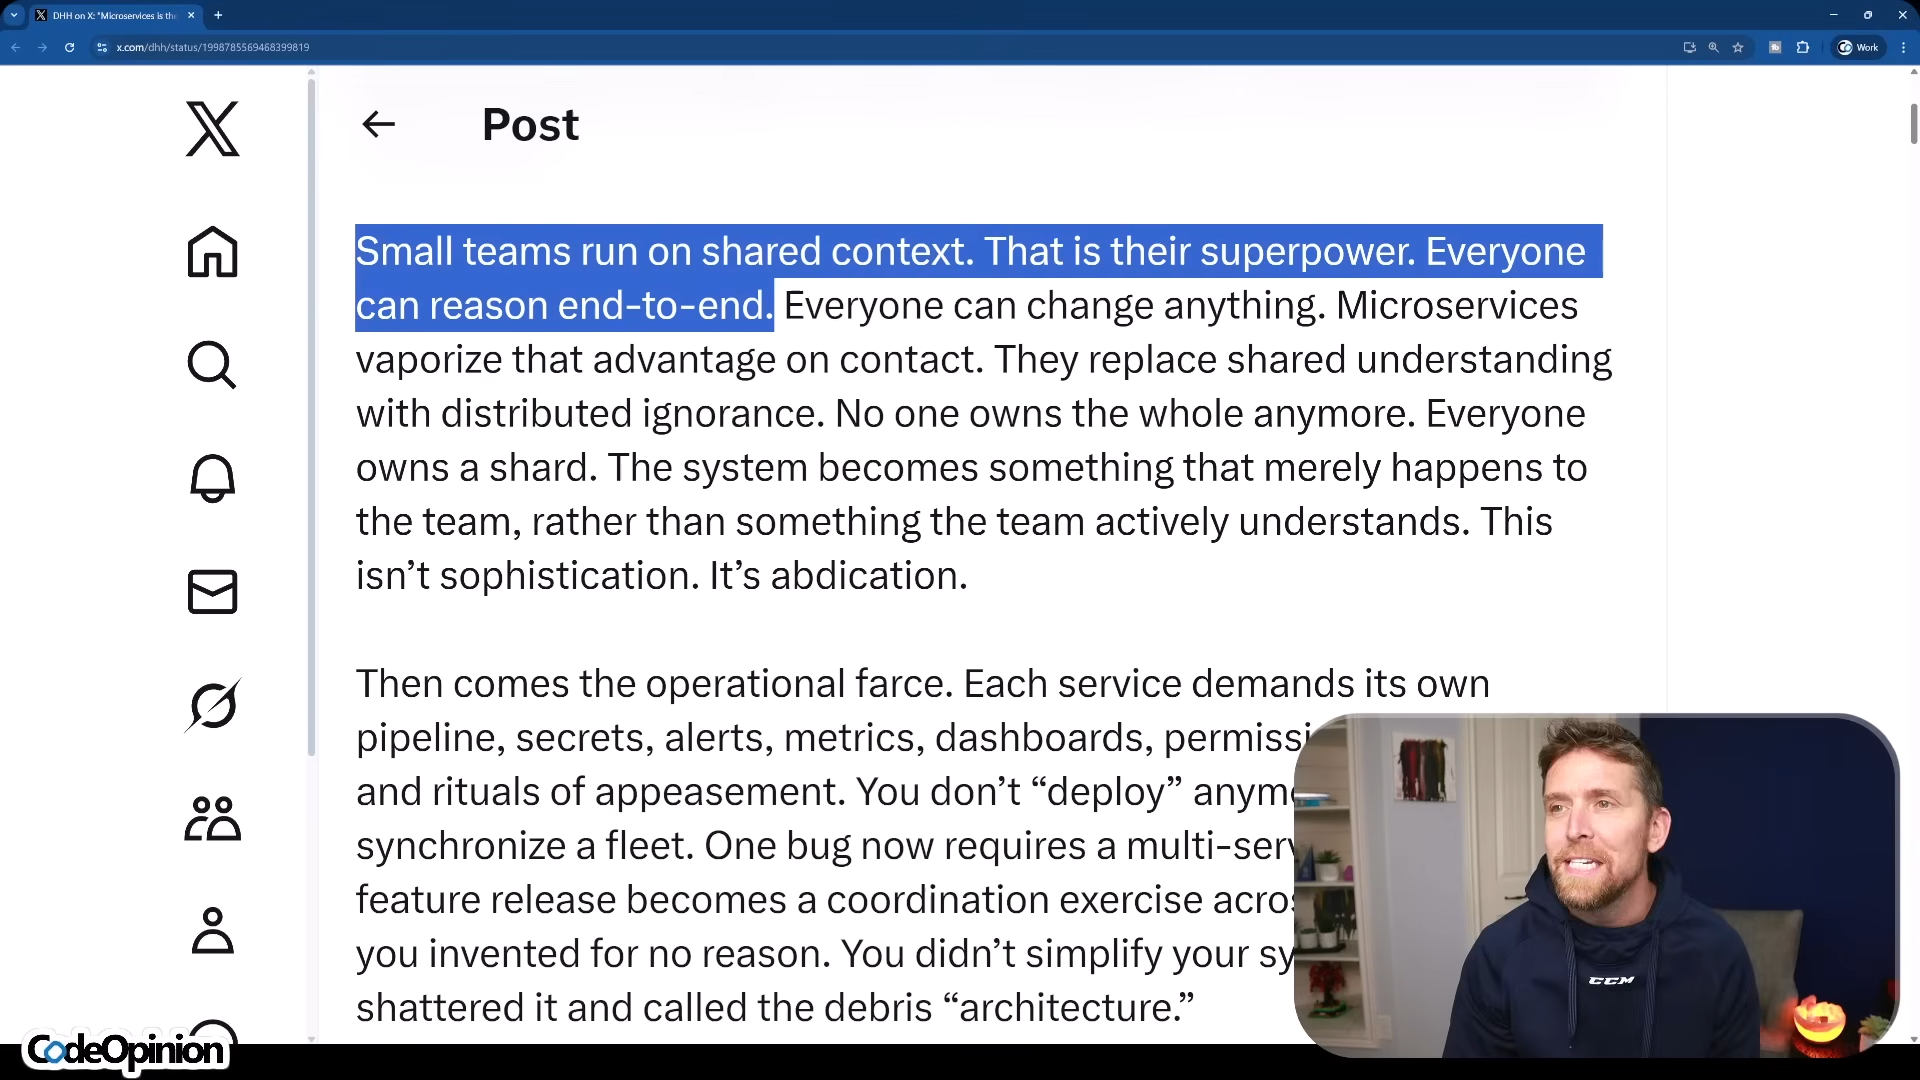 DHH on X: "Microservices is the
x.com/dhh/status/1998785569468399819
Work
Post
Small teams run on shared context. That is their superpower. Everyone
can reason end-to-end. Everyone can change anything. Microservices
vaporize that advantage on contact. They replace shared understanding
with distributed ignorance. No one owns the whole anymore. Everyone
owns a shard. The system becomes something that merely happens to
the team, rather than something the team actively understands. This
isn’t sophistication. It’s abdication.
Then comes the operational farce. Each service demands its own
pipeline, secrets, alerts, metrics, dashboards,
and rituals of appeasement. You don’t “deploy”
synchronize a fleet. One bug now requires a
feature release becomes a coordination exercise
you invented for no reason. You didn’t simplify your
shattered it and called the debris “architecture.”
CCM
CodeOpinion